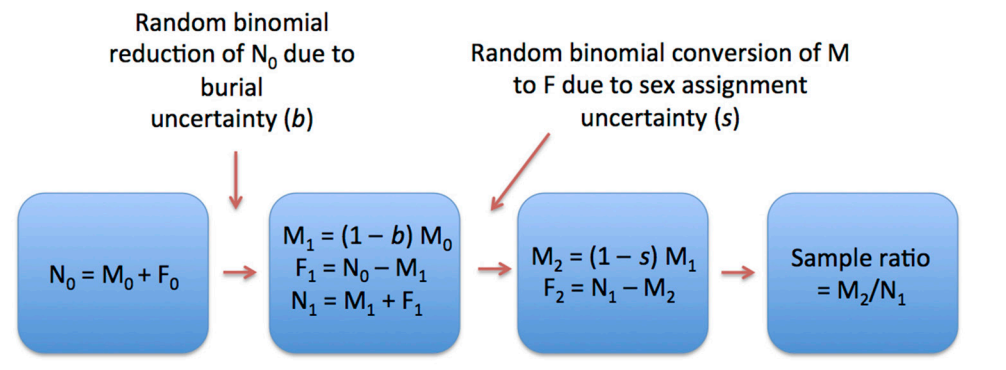 Random binomial
reduction of N₀ due to
burial
uncertainty (b)
Random binomial conversion of M
to F due to sex assignment
uncertainty (s)
N₀ = M₀ + F₀
M₁ = (1 – b) M₀
F₁ = N₀ – M₁
N₁ = M₁ + F₁
M₂ = (1 – s) M₁
F₂ = N₁ – M₂
Sample ratio
= M₂/N₁